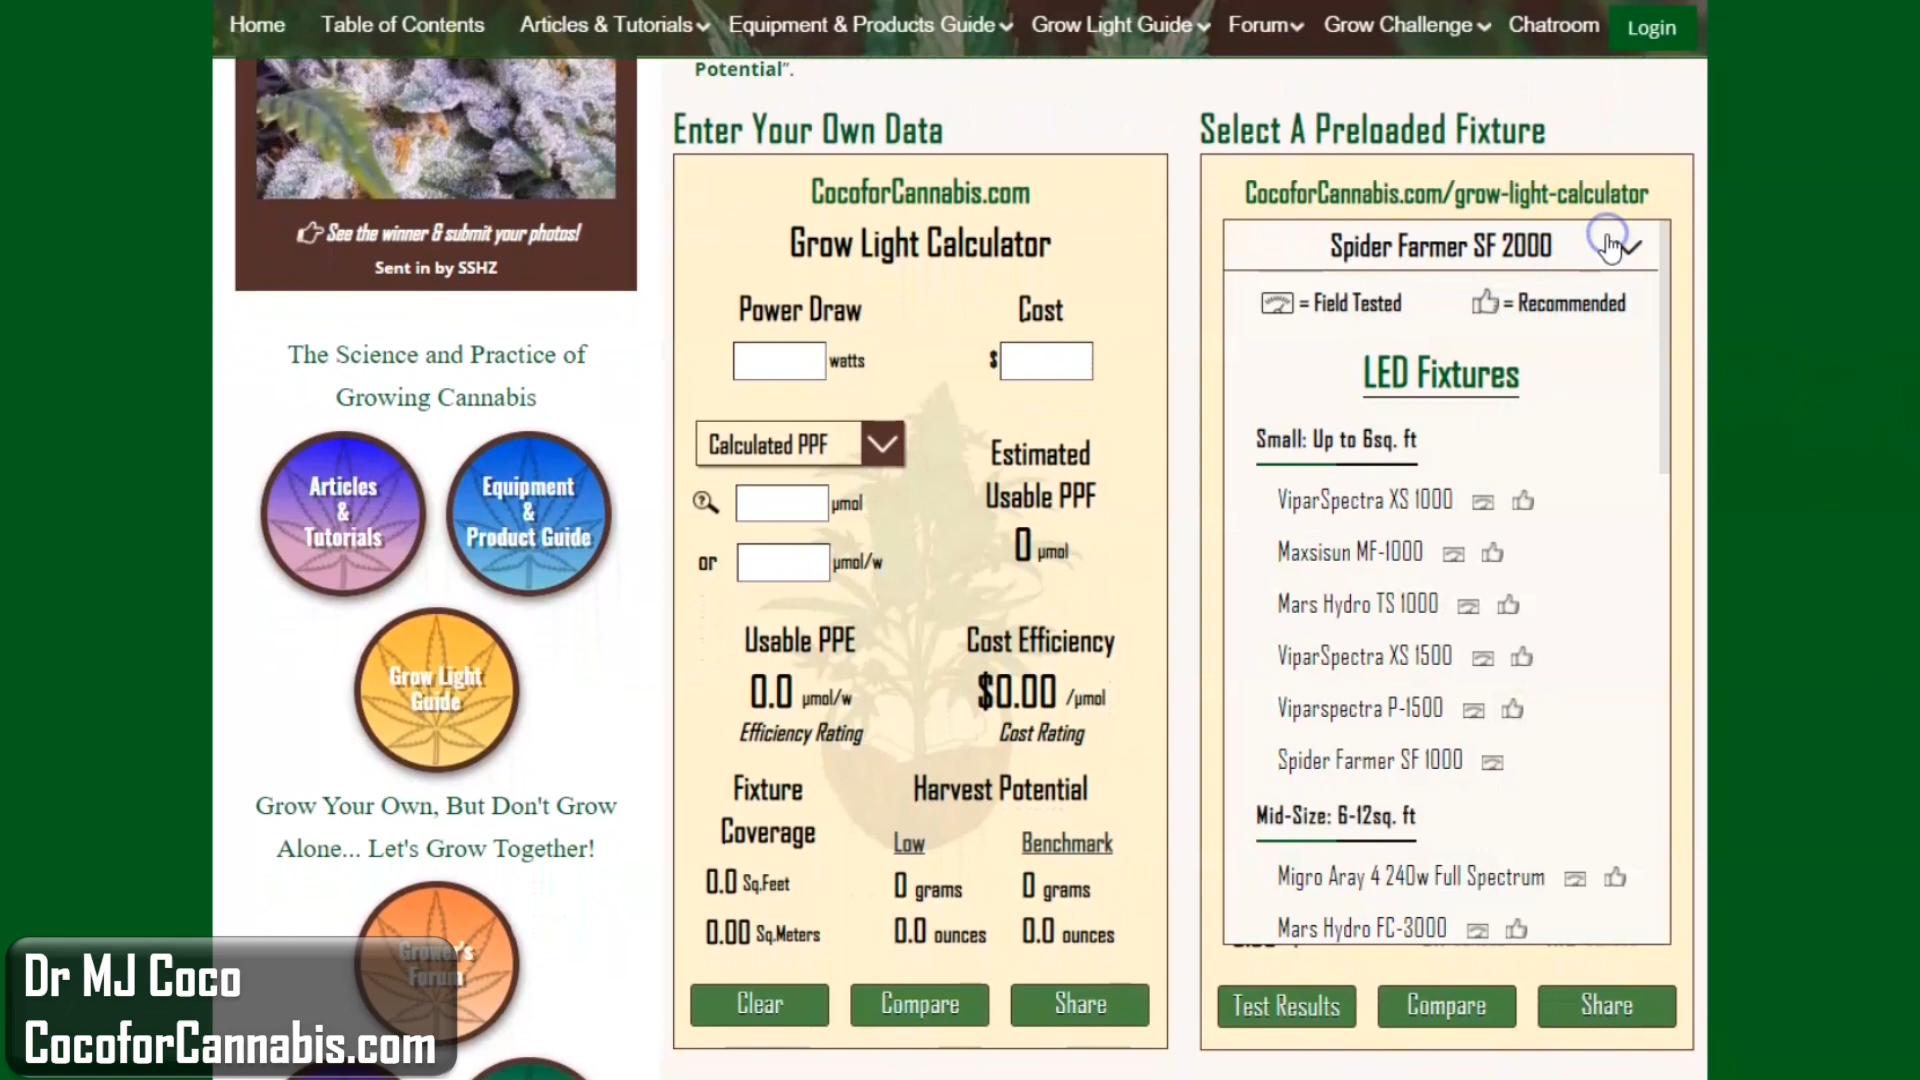 Home Table of Contents Articles & Tutorials Equipment & Products Guide Grow Light Guide Forum Grow Challenge Chatroom Login
Potential".
See the winner & submit your photos!
Sent in by SSHZ
The Science and Practice of
Growing Cannabis
Articles
&
Tutorials
Equipment
&
Product Guide
Grow Light
Guide
Grow Your Own, But Don't Grow
Alone... Let's Grow Together!
Grower's
Forum
Enter Your Own Data
CocoforCannabis.com
Grow Light Calculator
Power Draw
Cost
watts
$
Calculated PPF
Estimated
Usable PPF
µmol
0 µmol
or
µmol/w
Usable PPE
Cost Efficiency
0.0 µmol/w
$0.00 /µmol
Efficiency Rating
Cost Rating
Fixture
Coverage
Harvest Potential
Low
Benchmark
0.0 Sq.Feet
0 grams
0 grams
0.00 Sq.Meters
0.0 ounces
0.0 ounces
Clear
Compare
Share
Select A Preloaded Fixture
CocoforCannabis.com/grow-light-calculator
Spider Farmer SF 2000
= Field Tested
= Recommended
LED Fixtures
Small: Up to 6sq. ft
ViparSpectra XS 1000
Maxsisun MF-1000
Mars Hydro TS 1000
ViparSpectra XS 1500
Viparspectra P-1500
Spider Farmer SF 1000
Mid-Size: 6-12sq. ft
Migro Aray 4 240w Full Spectrum
Mars Hydro FC-3000
Test Results
Compare
Share
Dr MJ Coco
CocoforCannabis.com